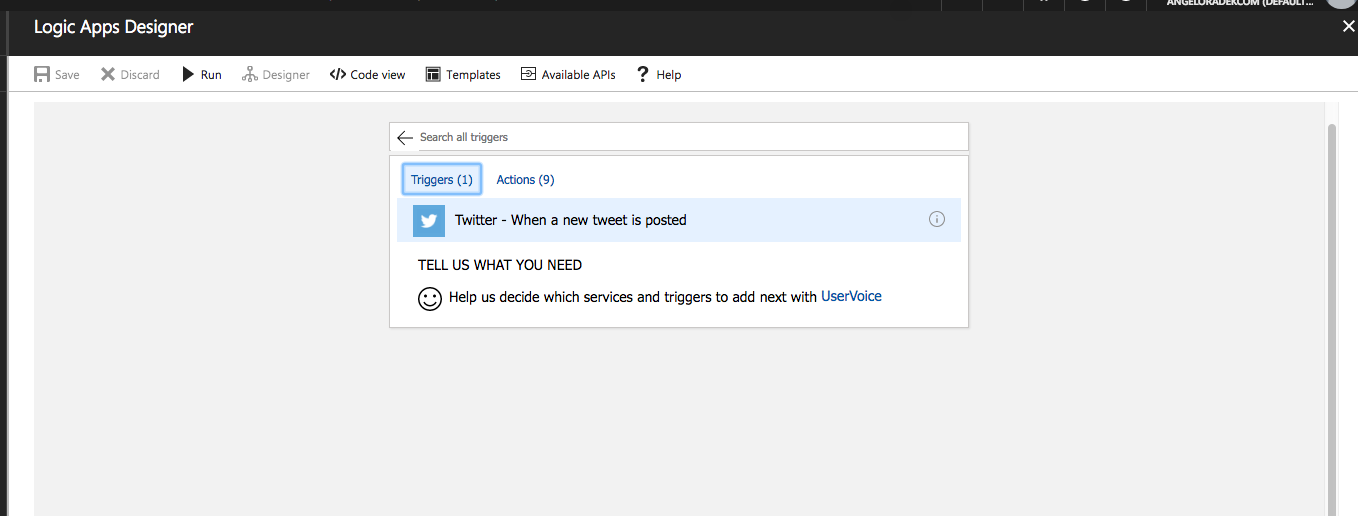 ANGELORADEKCOM (DEFAULT...
Logic Apps Designer
Save Discard Run Designer </> Code view Templates Available APIs ? Help
Search all triggers
Triggers (1) Actions (9)
Twitter - When a new tweet is posted
TELL US WHAT YOU NEED
Help us decide which services and triggers to add next with UserVoice